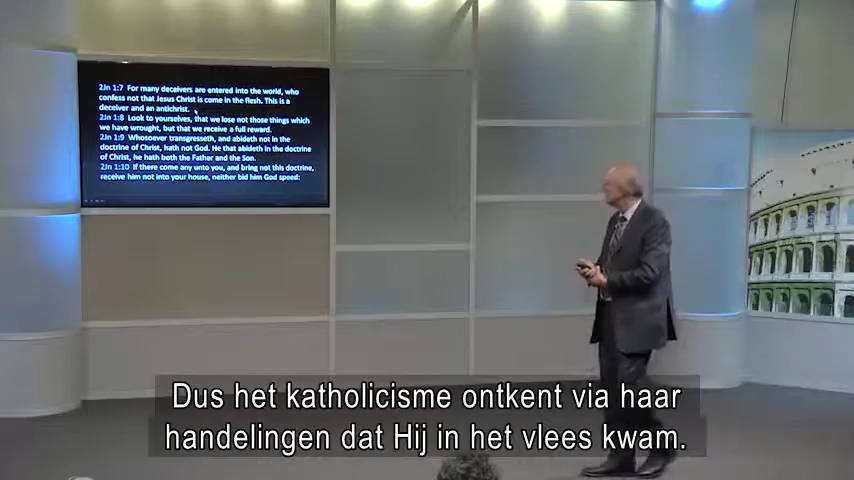 2Jn 1:7 For many deceivers are entered into the world, who
confess not that Jesus Christ is come in the flesh. This is a
deceiver and an antichrist.
2Jn 1:8 Look to yourselves, that we lose not those things which
we have wrought, but that we receive a full reward.
2Jn 1:9 Whosoever transgresseth, and abideth not in the
doctrine of Christ, hath not God. He that abideth in the doctrine
of Christ, he hath both the Father and the Son.
2Jn 1:10 If there come any unto you, and bring not this doctrine,
receive him not into your house, neither bid him God speed:
Dus het katholicisme ontkent via haar
handelingen dat Hij in het vlees kwam.